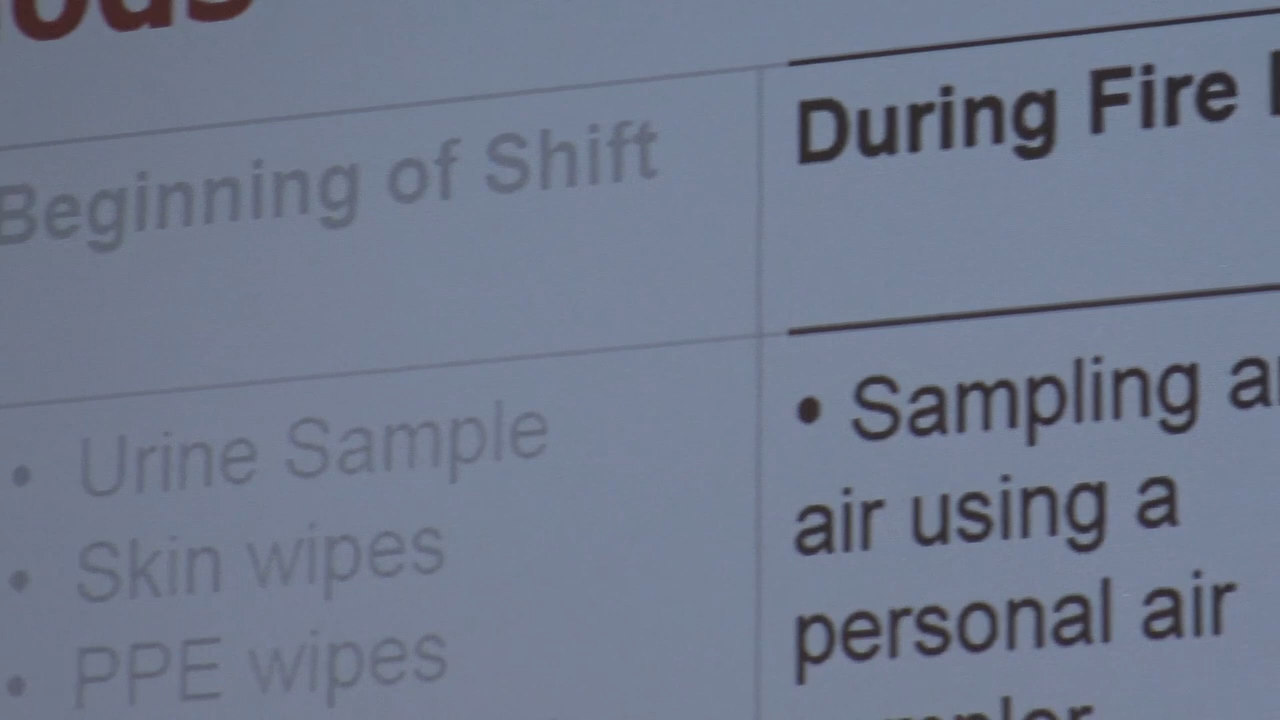 Beginning of Shift
During Fire
• Urine Sample
• Skin wipes
• PPE wipes
• Sampling
air using a
personal air